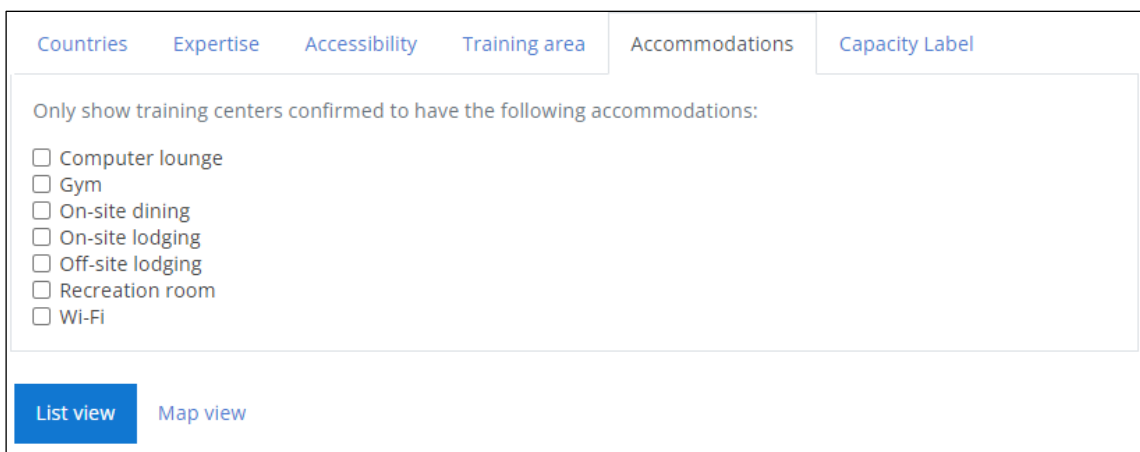 Countries Expertise Accessibility Training area Accommodations Capacity Label
Only show training centers confirmed to have the following accommodations:
Computer lounge
Gym
On-site dining
On-site lodging
Off-site lodging
Recreation room
Wi-Fi
List view Map view